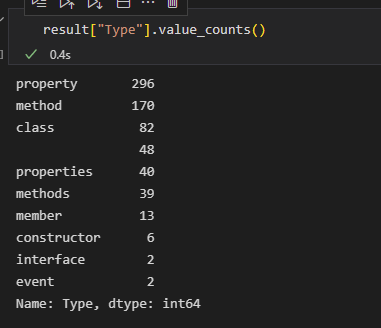 result["Type"].value_counts()
0.4s
property 296
method 170
class 82
48
properties 40
methods 39
member 13
constructor 6
interface 2
event 2
Name: Type, dtype: int64